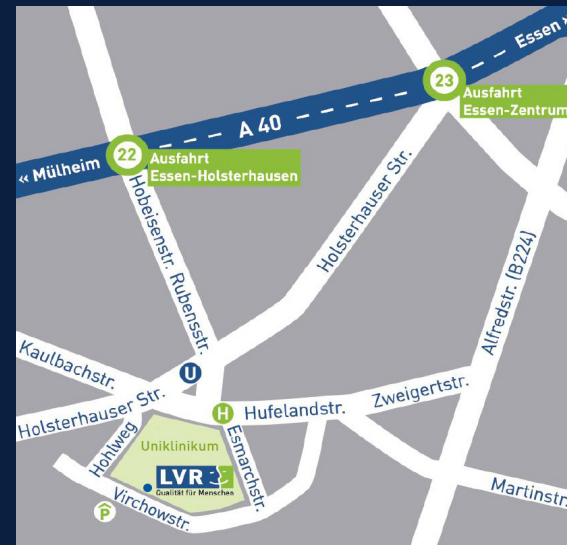 Essen »
23
Ausfahrt
Essen-Zentrum
A 40
22
Ausfahrt
Essen-Holsterhausen
« Mülheim
Hobeisenstr.
Rubensstr.
Holsterhauser Str.
Alfredstr. (B224)
Kaulbachstr.
U
Holsterhauser Str.
H
Hufelandstr.
Zweigertstr.
Hohlweg
Uniklinikum
Esmarchstr.
LVR
Qualität für Menschen
Virchowstr.
P
Martinstr.